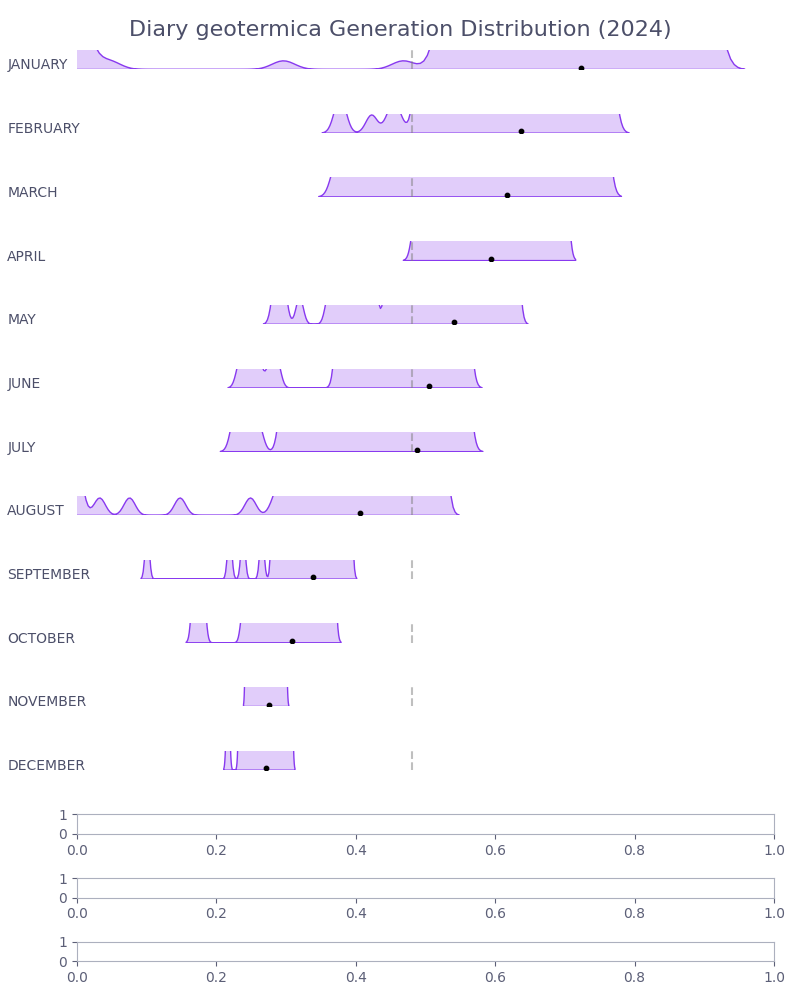 Diary geotermica Generation Distribution (2024)
JANUARY
FEBRUARY
MARCH
APRIL
MAY
JUNE
JULY
AUGUST
SEPTEMBER
OCTOBER
NOVEMBER
DECEMBER
1
0
0.0 0.2 0.4 0.6 0.8 1.0
1
0
0.0 0.2 0.4 0.6 0.8 1.0
1
0
0.0 0.2 0.4 0.6 0.8 1.0